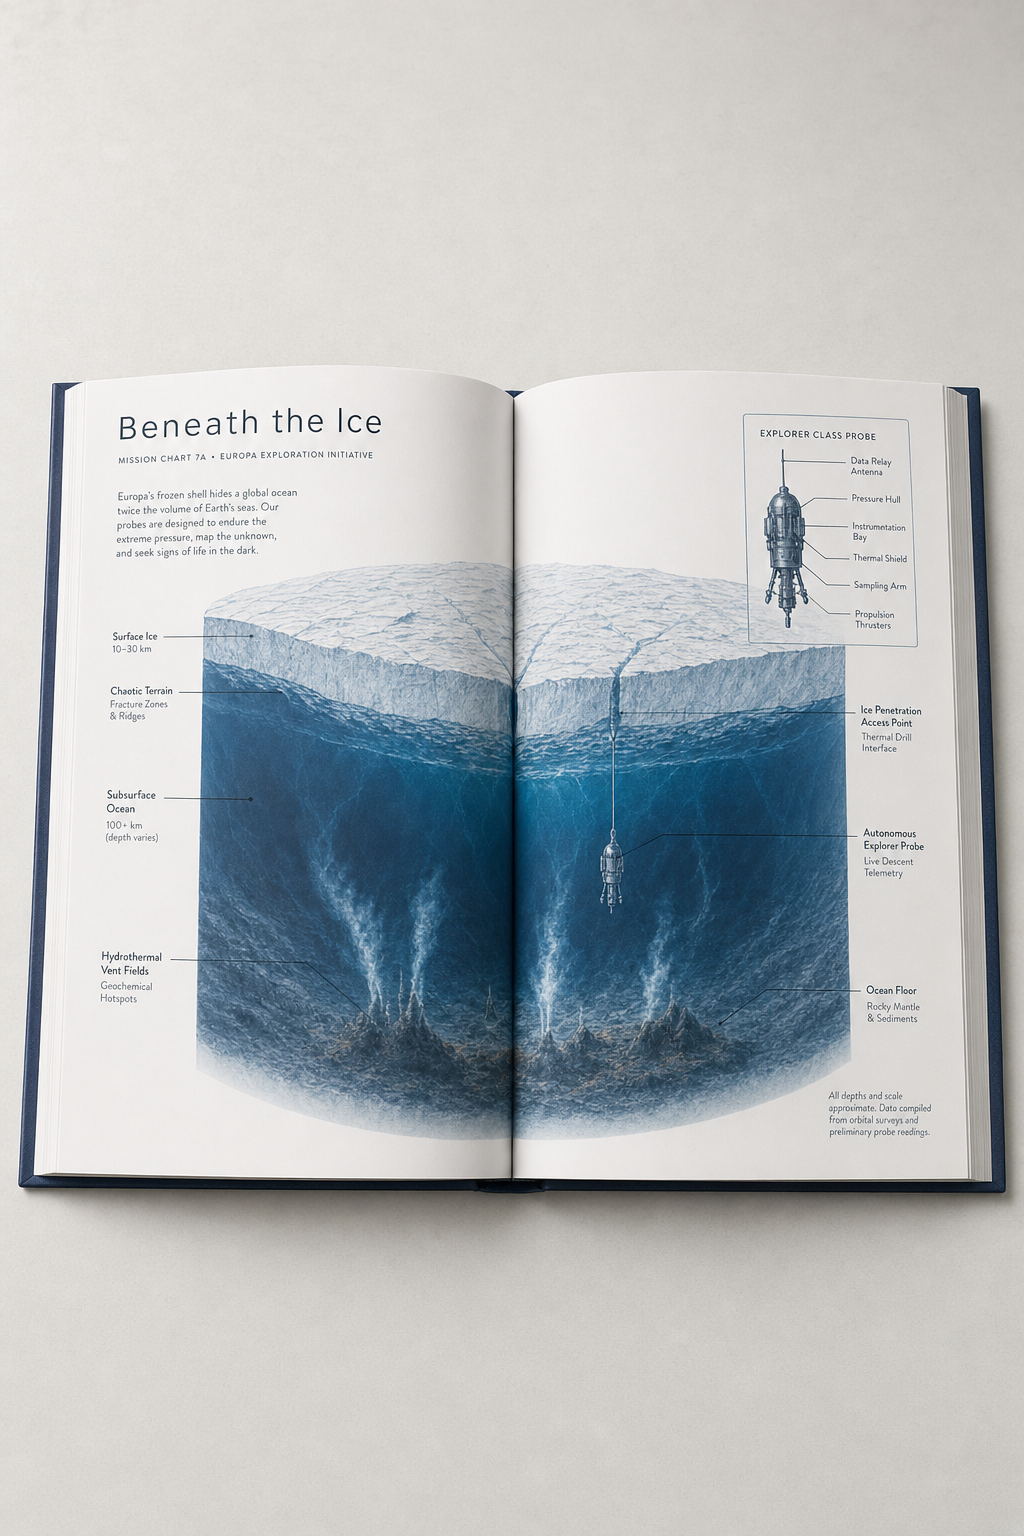 Beneath the Ice
MISSION CHART 7A • EUROPA EXPLORATION INITIATIVE
Europa's frozen shell hides a global ocean
twice the volume of Earth's seas. Our
probes are designed to endure the
extreme pressure, map the unknown,
and seek signs of life in the dark.
Surface Ice
10–30 km
Chaotic Terrain
Fracture Zones
& Ridges
Subsurface
Ocean
100+ km
(depth varies)
Hydrothermal
Vent Fields
Geochemical
Hotspots
EXPLORER CLASS PROBE
Data Relay
Antenna
Pressure Hull
Instrumentation
Bay
Thermal Shield
Sampling Arm
Propulsion
Thrusters
Ice Penetration
Access Point
Thermal Drill
Interface
Autonomous
Explorer Probe
Live Descent
Telemetry
Ocean Floor
Rocky Mantle
& Sediments
All depths and scale
approximate. Data compiled
from orbital surveys and
preliminary probe readings.